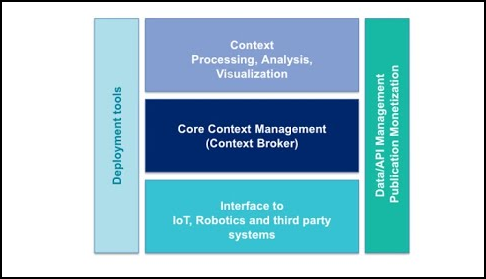 Deployment tools
Context
Processing, Analysis,
Visualization
Core Context Management
(Context Broker)
Interface to
IoT, Robotics and third party
systems
Data/API Management
Publication Monetization